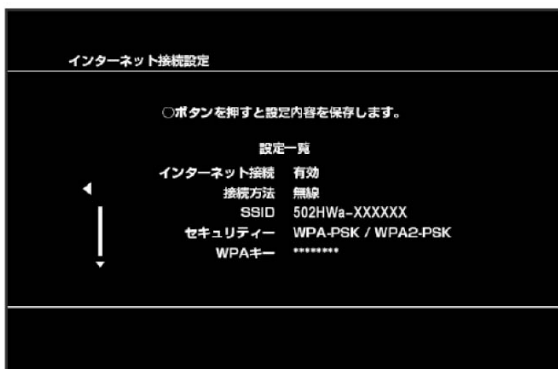 インターネット接続設定
○ボタンを押すと設定内容を保存します。
設定一覧
インターネット接続 有効
接続方法 無線
SSID 502HWa-XXXXXX
セキュリティー WPA-PSK / WPA2-PSK
WPAキー ********